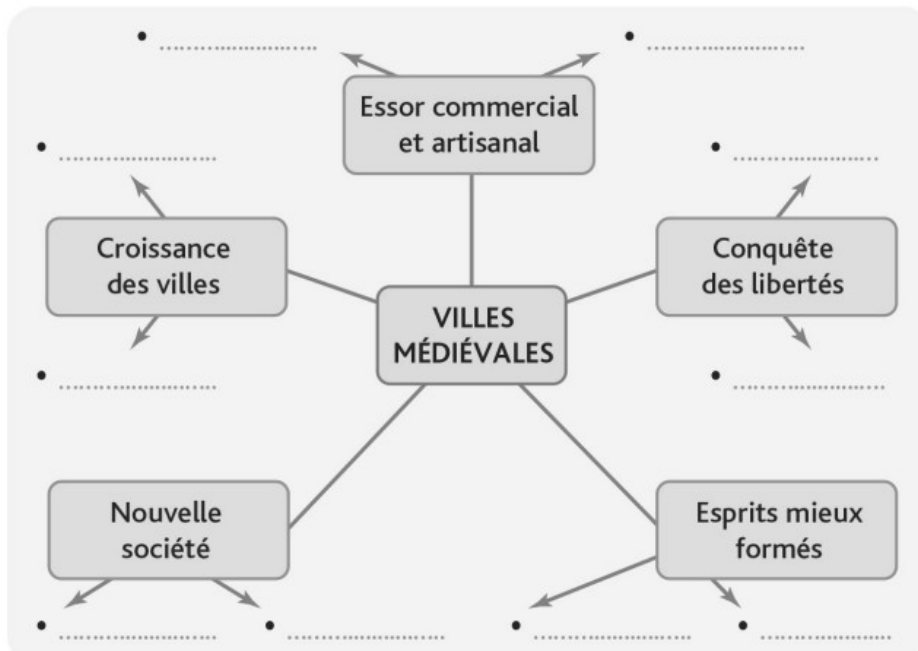 Essor commercial
et artisanal
Croissance
des villes
Conquête
des libertés
VILLES
MÉDIÉVALES
Nouvelle
société
Esprits mieux
formés